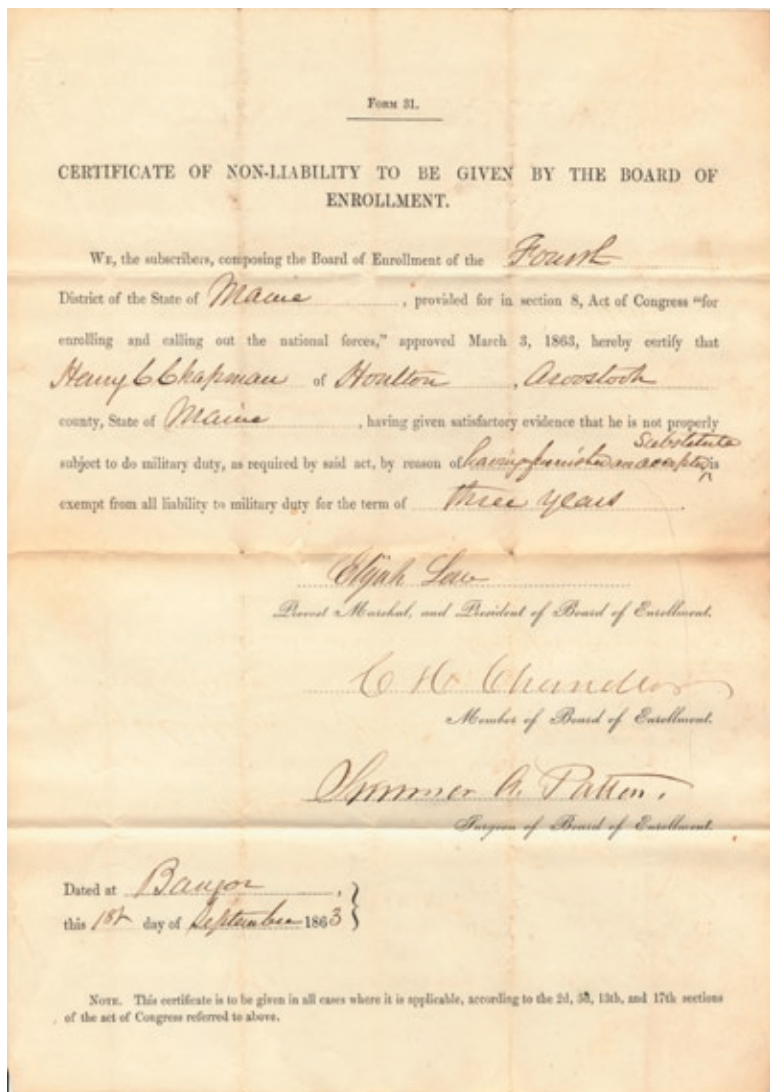 FORM 31.
CERTIFICATE OF NON-LIABILITY TO BE GIVEN BY THE BOARD OF
ENROLLMENT.
WE, the subscribers, composing the Board of Enrollment of the Fourth
District of the State of Maine, provided for in section 8, Act of Congress "for
enrolling and calling out the national forces," approved March 3, 1863, hereby certify that
Henry C Chapman of Houlton, Aroostook
county, State of Maine, having given satisfactory evidence that he is not properly
Substitute
subject to do military duty, as required by said act, by reason of having furnished an accepted is
exempt from all liability to military duty for the term of three years.
Elijah Low
Provost Marshal, and President of Board of Enrollment.
C H Chandler
Member of Board of Enrollment.
Sumner A. Patten.
Surgeon of Board of Enrollment.
Dated at Bangor,
this 1st day of September 1863
NOTE. This certificate is to be given in all cases where it is applicable, according to the 2d, 3d, 13th, and 17th sections
of the act of Congress referred to above.